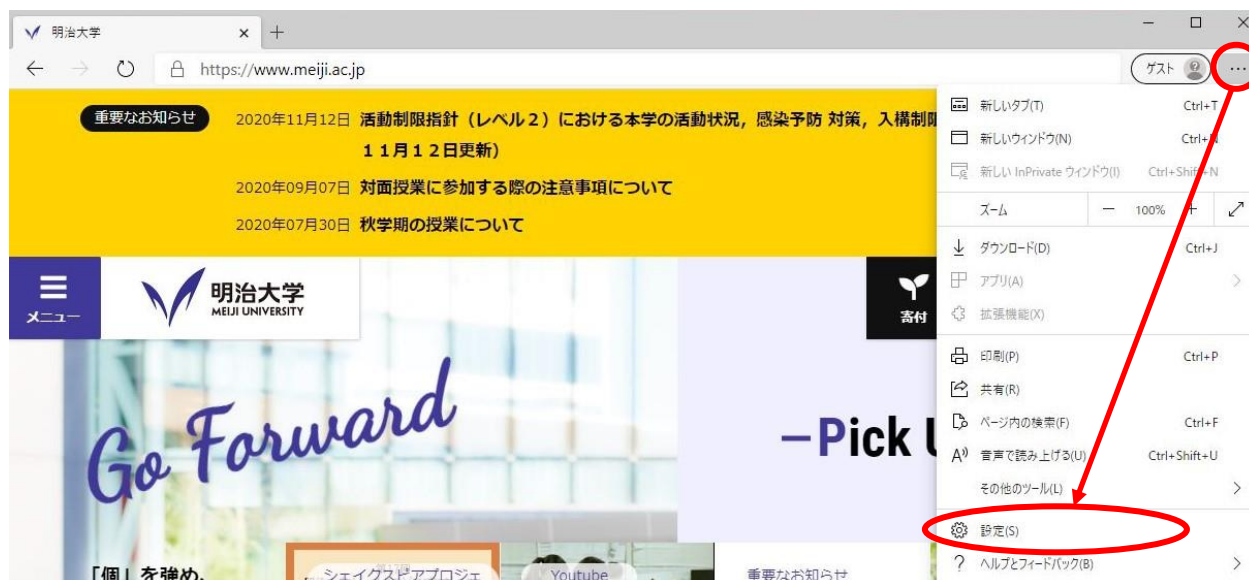 明治大学
https://www.meiji.ac.jp
ゲスト
重要なお知らせ
2020年11月12日 活動制限指針（レベル２）における本学の活動状況，感染予防 対策，入構制限
１１月１２日更新）
2020年09月07日 対面授業に参加する際の注意事項について
2020年07月30日 秋学期の授業について
メニュー
明治大学
MEIJI UNIVERSITY
寄付
Go Forward
－Pick U
「個」を強め、
シェイクスピアプロジェ
Youtube
重要なお知らせ
新しいタブ(T) Ctrl+T
新しいウィンドウ(N) Ctrl+N
新しい InPrivate ウィンドウ(I) Ctrl+Shift+N
ズーム － 100% +
ダウンロード(D) Ctrl+J
アプリ(A)
拡張機能(X)
印刷(P) Ctrl+P
共有(R)
ページ内の検索(F) Ctrl+F
音声で読み上げる(U) Ctrl+Shift+U
その他のツール(L)
設定(S)
ヘルプとフィードバック(B)